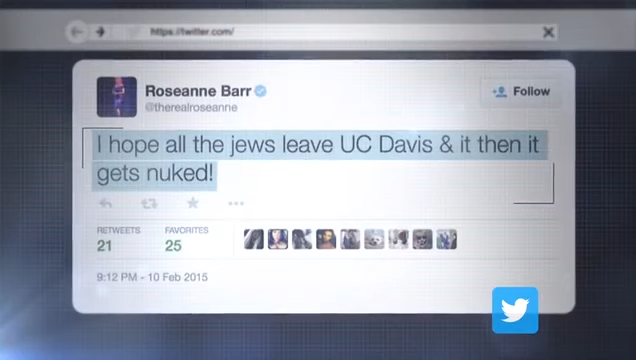 https://twitter.com/
Roseanne Barr
@therealroseanne
Follow
I hope all the jews leave UC Davis & it then it
gets nuked!
RETWEETS FAVORITES
21 25
9:12 PM - 10 Feb 2015